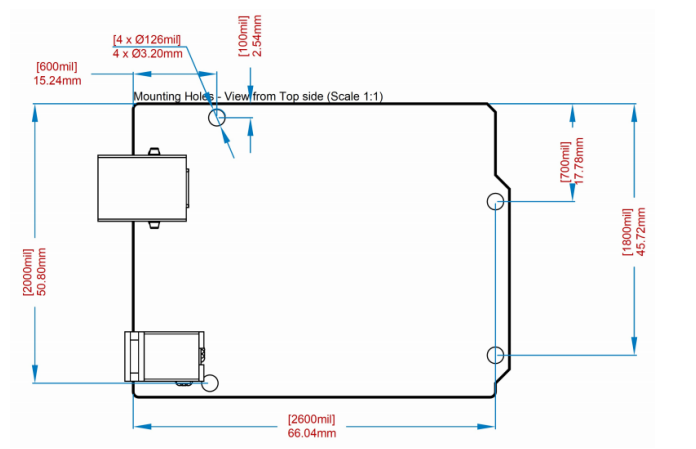 [4 x Ø126mil]
4 x Ø3.20mm
[100mil]
2.54mm
[600mil]
15.24mm
Mounting Holes - View from Top side (Scale 1:1)
[700mil]
17.78mm
[1800mil]
45.72mm
[2000mil]
50.80mm
[2600mil]
66.04mm